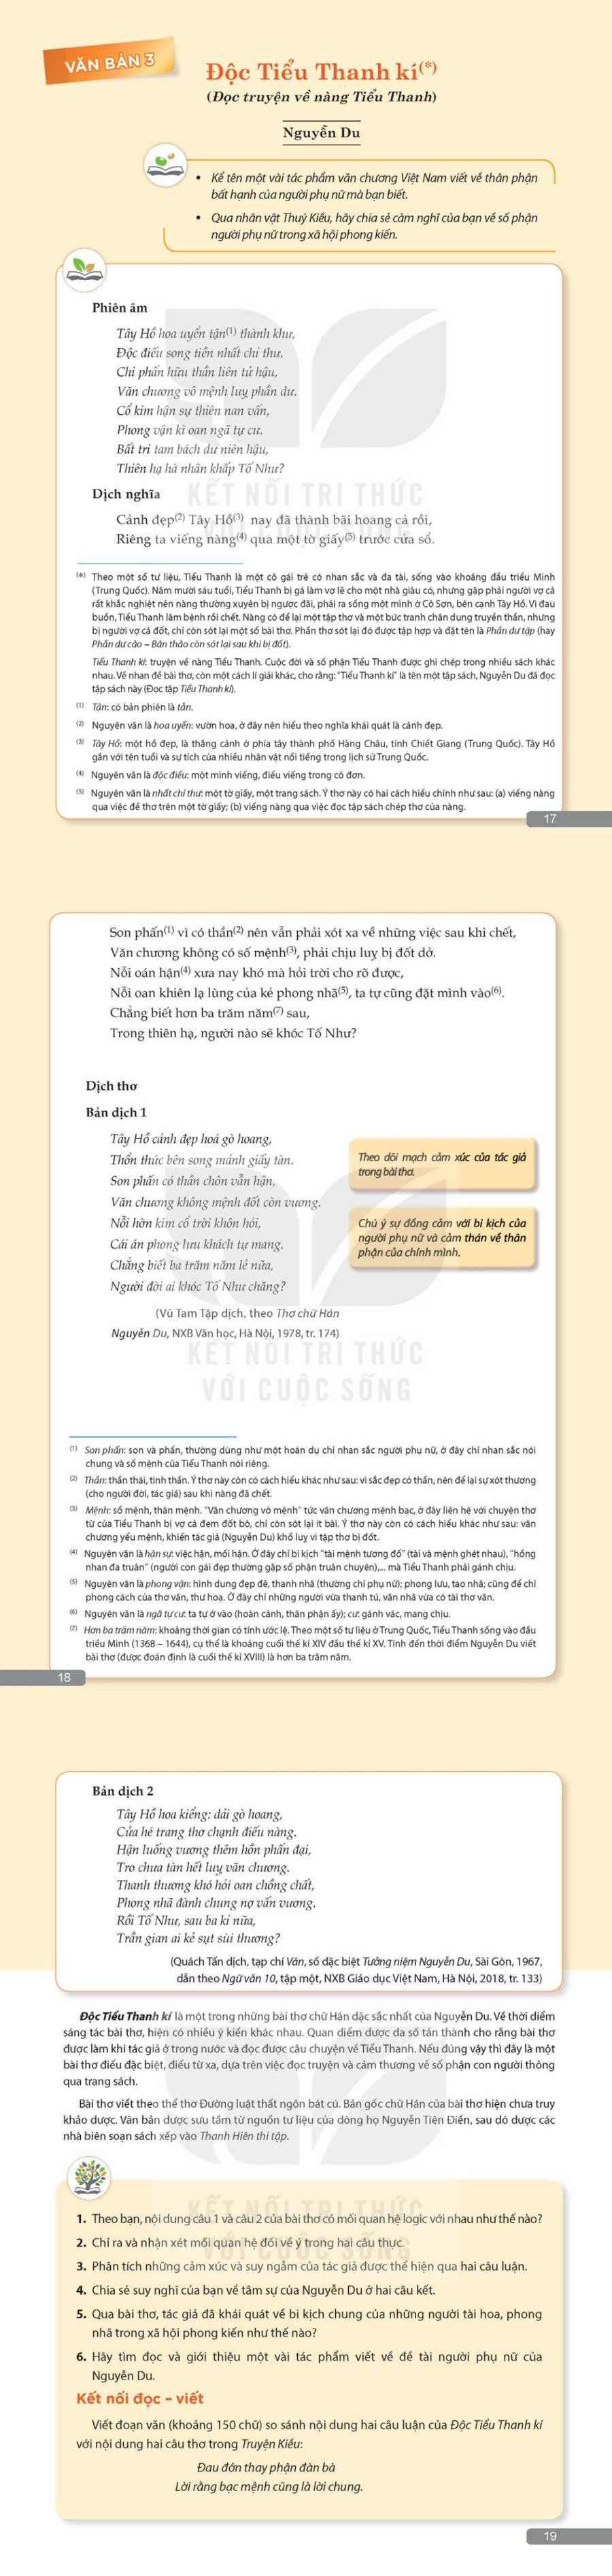 VĂN BẢN 3
Độc Tiểu Thanh kí(*)
(Đọc truyện về nàng Tiểu Thanh)
Nguyễn Du
• Kể tên một vài tác phẩm văn chương Việt Nam viết về thân phận
bất hạnh của người phụ nữ mà bạn biết.
• Qua nhân vật Thuý Kiều, hãy chia sẻ cảm nghĩ của bạn về số phận
người phụ nữ trong xã hội phong kiến.
Phiên âm
Tây Hồ hoa uyển tận(1) thành khư,
Độc điếu song tiền nhất chỉ thư.
Chi phấn hữu thần liên tử hậu,
Văn chương vô mệnh luỵ phần dư.
Cổ kim hận sự thiên nan vấn,
Phong vận kì oan ngã tự cư.
Bất tri tam bách dư niên hậu,
Thiên hạ hà nhân khấp Tố Như?
KẾT NỐI TRI THỨC
VỚI CUỘC SỐNG
Dịch nghĩa
Cảnh đẹp(2) Tây Hồ(3) nay đã thành bãi hoang cả rồi,
Riêng ta viếng nàng(4) qua một tờ giấy(5) trước cửa sổ.
(*) Theo một số tư liệu, Tiểu Thanh là một cô gái trẻ có nhan sắc và đa tài, sống vào khoảng đầu triều Minh
(Trung Quốc). Năm mười sáu tuổi, Tiểu Thanh bị gả làm vợ lẽ cho một nhà giàu có, nhưng gặp phải người vợ cả
rất khắc nghiệt nên nàng thường xuyên bị ngược đãi, phải ra sống một mình ở Cô Sơn, bên cạnh Tây Hồ. Vì đau
buồn, Tiểu Thanh lâm bệnh rồi chết. Nàng có để lại một tập thơ và một bức tranh chân dung truyền thần, nhưng
bị người vợ cả đốt, chỉ còn sót lại một số bài thơ. Phần thơ sót lại đó được tập hợp và đặt tên là Phần dư tập (hay
Phần dư cảo – Bản thảo còn sót lại sau khi bị đốt).
Tiểu Thanh kí: truyện về nàng Tiểu Thanh. Cuộc đời và số phận Tiểu Thanh được ghi chép trong nhiều sách khác
nhau. Về nhan đề bài thơ, còn một cách lí giải khác, cho rằng: "Tiểu Thanh kí" là tên một tập sách, Nguyễn Du đã đọc
tập sách này (Đọc tập Tiểu Thanh kí).
(1) Tận: có bản phiên là tẫn.
(2) Nguyên văn là hoa uyển: vườn hoa, ở đây nên hiểu theo nghĩa khái quát là cảnh đẹp.
(3) Tây Hồ: một hồ đẹp, là thắng cảnh ở phía tây thành phố Hàng Châu, tỉnh Chiết Giang (Trung Quốc). Tây Hồ
gắn với tên tuổi và sự tích của nhiều nhân vật nổi tiếng trong lịch sử Trung Quốc.
(4) Nguyên văn là độc điếu: một mình viếng, điếu viếng trong cô đơn.
(5) Nguyên văn là nhất chỉ thư: một tờ giấy, một trang sách. Ý thơ này có hai cách hiểu chính như sau: (a) viếng nàng
qua việc đề thơ trên một tờ giấy; (b) viếng nàng qua việc đọc tập sách chép thơ của nàng.
17
Son phấn(1) vì có thần(2) nên vẫn phải xót xa về những việc sau khi chết,
Văn chương không có số mệnh(3), phải chịu luỵ bị đốt dở.
Nỗi oán hận(4) xưa nay khó mà hỏi trời cho rõ được,
Nỗi oan khiên lạ lùng của kẻ phong nhã(5), ta tự cũng đặt mình vào(6).
Chẳng biết hơn ba trăm năm(7) sau,
Trong thiên hạ, người nào sẽ khóc Tố Như?
Dịch thơ
Bản dịch 1
Tây Hồ cảnh đẹp hoá gò hoang,
Thổn thức bên song mảnh giấy tàn.
Son phấn có thần chôn vẫn hận,
Văn chương không mệnh đốt còn vương.
Nỗi hờn kim cổ trời khôn hỏi,
Cái án phong lưu khách tự mang.
Chẳng biết ba trăm năm lẻ nữa,
Người đời ai khóc Tố Như chăng?
Theo dõi mạch cảm xúc của tác giả
trong bài thơ.
Chú ý sự đồng cảm với bi kịch của
người phụ nữ và cảm thán về thân
phận của chính mình.
(Vũ Tam Tập dịch, theo Thơ chữ Hán
Nguyễn Du, NXB Văn học, Hà Nội, 1978, tr. 174)
KẾT NỐI TRI THỨC
VỚI CUỘC SỐNG
(1) Son phấn: son và phấn, thường dùng như một hoán dụ chỉ nhan sắc người phụ nữ, ở đây chỉ nhan sắc nói
chung và số mệnh của Tiểu Thanh nói riêng.
(2) Thần: thần thái, tinh thần. Ý thơ này còn có cách hiểu khác như sau: vì sắc đẹp có thần, nên để lại sự xót thương
(cho người đời, tác giả) sau khi nàng đã chết.
(3) Mệnh: số mệnh, thân mệnh. "Văn chương vô mệnh" tức văn chương mệnh bạc, ở đây liên hệ với chuyện thơ
từ của Tiểu Thanh bị vợ cả đem đốt bỏ, chỉ còn sót lại ít bài. Ý thơ này còn có cách hiểu khác như sau: văn
chương yểu mệnh, khiến tác giả (Nguyễn Du) khổ luỵ vì tập thơ bị đốt.
(4) Nguyên văn là hận sự: việc hận, mối hận. Ở đây chỉ bi kịch "tài mệnh tương đố" (tài và mệnh ghét nhau), "hồng
nhan đa truân" (người con gái đẹp thường gặp số phận truân chuyên),... mà Tiểu Thanh phải gánh chịu.
(5) Nguyên văn là phong vận: hình dung đẹp đẽ, thanh nhã (thường chỉ phụ nữ); phong lưu, tao nhã; cũng để chỉ
phong cách của thơ văn, thư hoạ. Ở đây chỉ những người vừa thanh tú, văn nhã vừa có tài thơ văn.
(6) Nguyên văn là ngã tự cư: ta tự ở vào (hoàn cảnh, thân phận ấy); cư: gánh vác, mang chịu.
(7) Hơn ba trăm năm: khoảng thời gian có tính ước lệ. Theo một số tư liệu ở Trung Quốc, Tiểu Thanh sống vào đầu
triều Minh (1368 – 1644), cụ thể là khoảng cuối thế kỉ XIV đầu thế kỉ XV. Tính đến thời điểm Nguyễn Du viết
bài thơ (được đoán định là cuối thế kỉ XVIII) là hơn ba trăm năm.
18
Bản dịch 2
Tây Hồ hoa kiểng: dải gò hoang,
Cửa hé trang thơ chạnh điếu nàng.
Hận luống vương thêm hồn phấn đại,
Tro chưa tàn hết luỵ văn chương.
Thanh thương khó hỏi oan chồng chất,
Phong nhã đành chung nợ vấn vương.
Rồi Tố Như, sau ba kỉ nữa,
Trần gian ai kẻ sụt sùi thương?
(Quách Tấn dịch, tạp chí Văn, số đặc biệt Tưởng niệm Nguyễn Du, Sài Gòn, 1967,
dẫn theo Ngữ văn 10, tập một, NXB Giáo dục Việt Nam, Hà Nội, 2018, tr. 133)
Độc Tiểu Thanh kí là một trong những bài thơ chữ Hán đặc sắc nhất của Nguyễn Du. Về thời điểm
sáng tác bài thơ, hiện có nhiều ý kiến khác nhau. Quan điểm được đa số tán thành cho rằng bài thơ
được làm khi tác giả ở trong nước và đọc được câu chuyện về Tiểu Thanh. Nếu đúng vậy thì đây là một
bài thơ điếu đặc biệt, điếu từ xa, dựa trên việc đọc truyện và cảm thương về số phận con người thông
qua trang sách.
Bài thơ viết theo thể thơ Đường luật thất ngôn bát cú. Bản gốc chữ Hán của bài thơ hiện chưa truy
khảo được. Văn bản được sưu tầm từ nguồn tư liệu của dòng họ Nguyễn Tiên Điền, sau đó được các
nhà biên soạn sách xếp vào Thanh Hiên thi tập.
KẾT NỐI TRI THỨC
VỚI CUỘC SỐNG
1. Theo bạn, nội dung câu 1 và câu 2 của bài thơ có mối quan hệ logic với nhau như thế nào?
2. Chỉ ra và nhận xét mối quan hệ đối về ý trong hai câu thực.
3. Phân tích những cảm xúc và suy ngẫm của tác giả được thể hiện qua hai câu luận.
4. Chia sẻ suy nghĩ của bạn về tâm sự của Nguyễn Du ở hai câu kết.
5. Qua bài thơ, tác giả đã khái quát về bi kịch chung của những người tài hoa, phong
nhã trong xã hội phong kiến như thế nào?
6. Hãy tìm đọc và giới thiệu một vài tác phẩm viết về đề tài người phụ nữ của
Nguyễn Du.
Kết nối đọc – viết
Viết đoạn văn (khoảng 150 chữ) so sánh nội dung hai câu luận của Độc Tiểu Thanh kí
với nội dung hai câu thơ trong Truyện Kiều:
Đau đớn thay phận đàn bà
Lời rằng bạc mệnh cũng là lời chung.
19